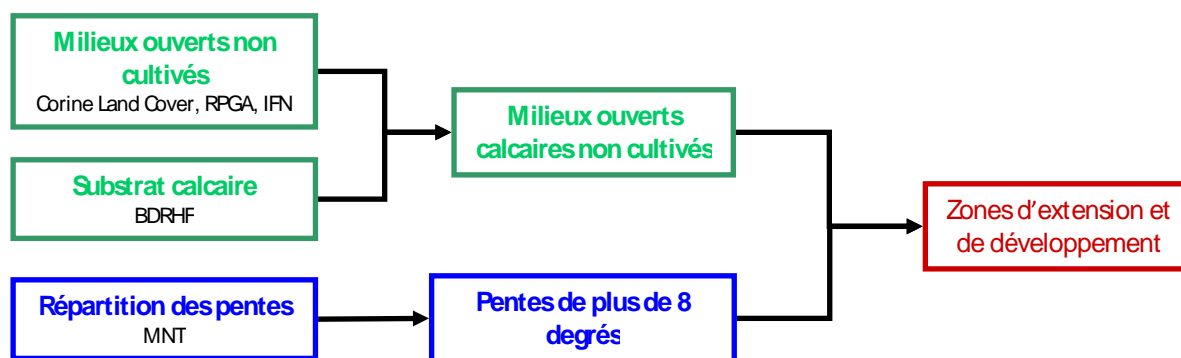 Milieux ouverts non
cultivés
Corine Land Cover, RPGA, IFN
Substrat calcaire
BDRHF
Répartition des pentes
MNT
Milieux ouverts
calcaires non cultivés
Pentes de plus de 8
degrés
Zones d'extension et
de développement